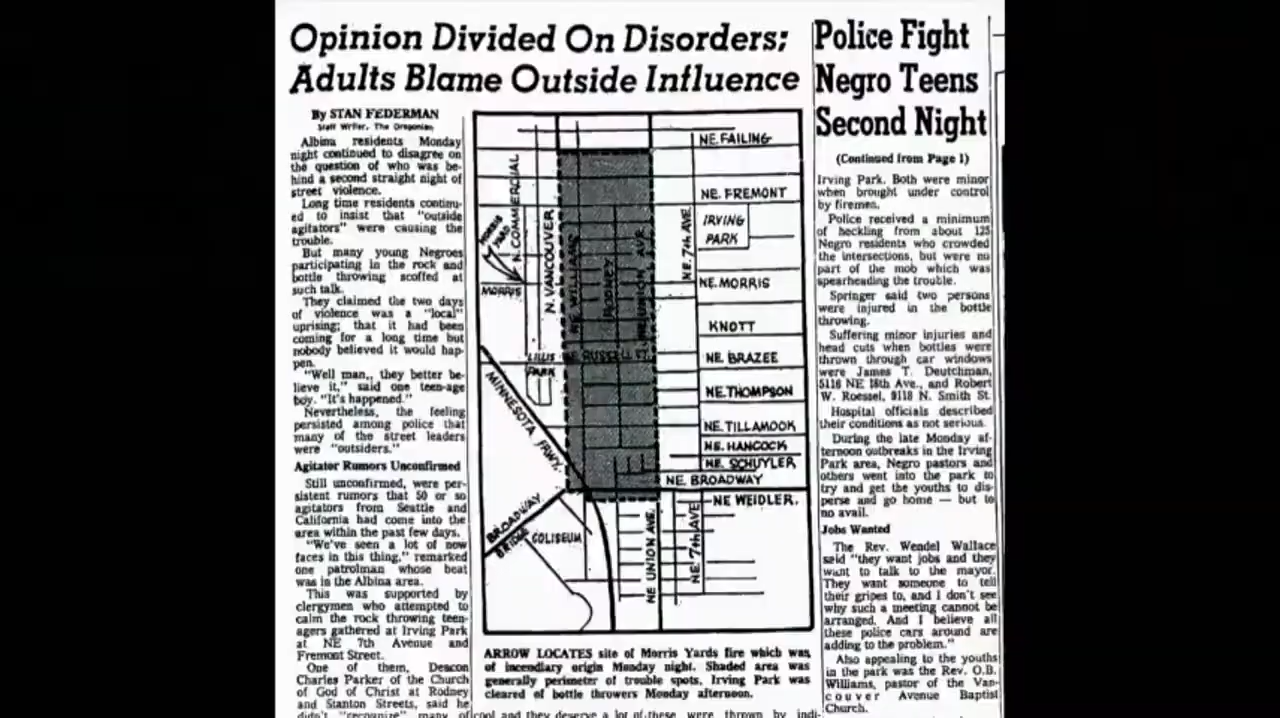 Opinion Divided On Disorders;
Adults Blame Outside Influence
By STAN FEDERMAN
Staff Writer, The Oregonian
Albina residents Monday
night continued to disagree on
the question of who was be-
hind a second straight night of
street violence.
Long time residents continu-
ed to insist that "outside
agitators" were causing the
trouble.
But many young Negroes
participating in the rock and
bottle throwing scoffed at
such talk.
They claimed the two days
of violence was a "local"
uprising; that it had been
coming for a long time but
nobody believed it would hap-
pen.
"Well man,, they better be-
lieve it," said one teen-age
boy. "It's happened."
Nevertheless, the feeling
persisted among police that
many of the street leaders
were "outsiders."
Agitator Rumors Unconfirmed
Still unconfirmed, were per-
sistent rumors that 50 or so
agitators from Seattle and
California had come into the
area within the past few days.
"We've seen a lot of new
faces in this thing," remarked
one patrolman whose beat
was in the Albina area.
This was supported by
clergymen who attempted to
calm the rock throwing teen-
agers gathered at Irving Park
at NE 7th Avenue and
Fremont Street.
One of them, Deacon
Charles Parker of the Church
of God of Christ at Rodney
and Stanton Streets, said he
didn't "recognize" many of
NE. FAILING
NE. FREMONT
IRVING
PARK
NE. MORRIS
KNOTT
NE. BRAZEE
NE. THOMPSON
NE. TILLAMOOK
NE. HANCOCK
NE. SCHUYLER
NE. BROADWAY
NE WEIDLER.
N. COMMERCIAL
N. VANCOUVER
NE. WILLIAMS
RODNEY
NE. UNION AVE.
NE. 7th AVE.
MORRIS
YARD
MORRIS
LILLIS
PARK
NE. RUSSELL ST.
MINNESOTA FRWY.
BROADWAY
BRIDGE
COLISEUM
NE UNION AVE.
NE. 7th AVE.
ARROW LOCATES site of Morris Yards fire which was
of incendiary origin Monday night. Shaded area was
generally perimeter of trouble spots, Irving Park was
cleared of bottle throwers Monday afternoon.
cool and they deserve a lot of these were thrown by indi-
Police Fight
Negro Teens
Second Night
(Continued from Page 1)
Irving Park. Both were minor
when brought under control
by firemen.
Police received a minimum
of heckling from about 125
Negro residents who crowded
the intersections, but were no
part of the mob which was
spearheading the trouble.
Springer said two persons
were injured in the bottle
throwing.
Suffering minor injuries and
head cuts when bottles were
thrown through car windows
were James T. Deutchman,
5116 NE 18th Ave., and Robert
W. Roessel, 9118 N. Smith St.
Hospital officials described
their conditions as not serious.
During the late Monday af-
ternoon outbreaks in the Irving
Park area, Negro pastors and
others went into the park to
try and get the youths to dis-
perse and go home — but to
no avail.
Jobs Wanted
The Rev. Wendel Wallace
said "they want jobs and they
want to talk to the mayor.
They want someone to tell
their gripes to, and I don't see
why such a meeting cannot be
arranged. And I believe all
these police cars around are
adding to the problem."
Also appealing to the youths
in the park was the Rev. O.B.
Williams, pastor of the Van-
couver Avenue Baptist
Church.